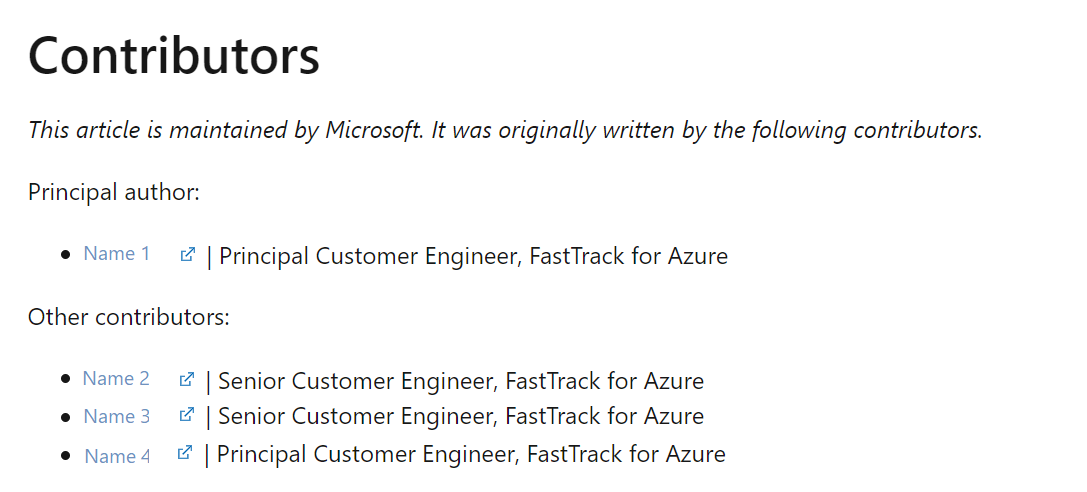 Contributors
This article is maintained by Microsoft. It was originally written by the following contributors.
Principal author:
• Name 1 | Principal Customer Engineer, FastTrack for Azure
Other contributors:
• Name 2 | Senior Customer Engineer, FastTrack for Azure
• Name 3 | Senior Customer Engineer, FastTrack for Azure
• Name 4 | Principal Customer Engineer, FastTrack for Azure